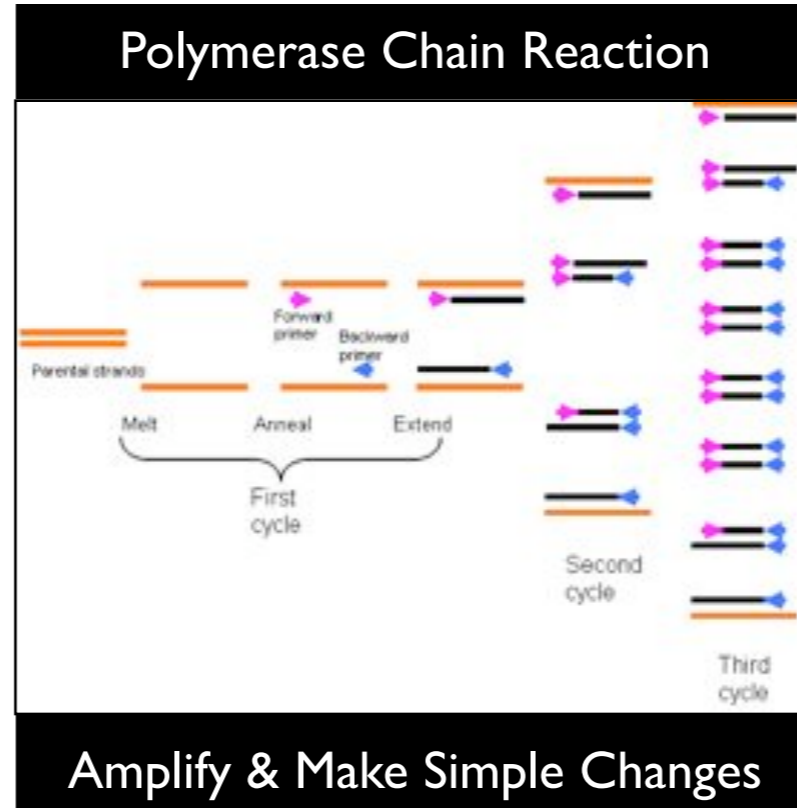 Polymerase Chain Reaction
Forward
primer
Backward
primer
Parental strands
Melt
Anneal
Extend
First
cycle
Second
cycle
Third
cycle
Amplify & Make Simple Changes